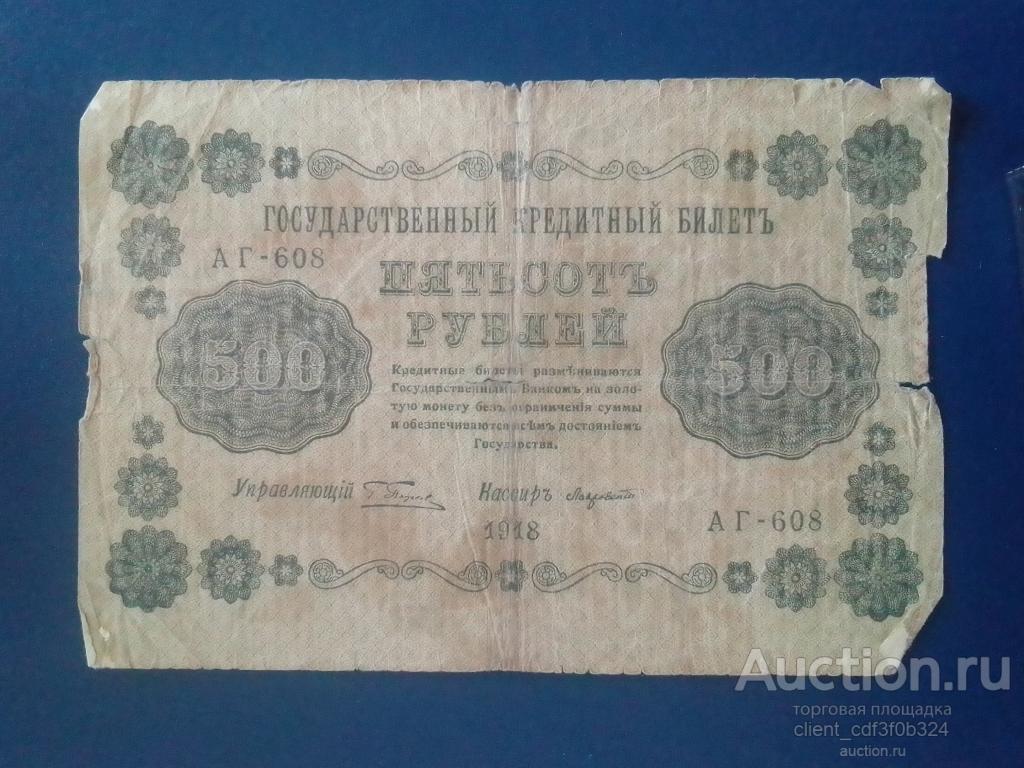 ГОСУДАРСТВЕННЫЙ КРЕДИТНЫЙ БИЛЕТЪ
АГ-608
ПЯТЬСОТЪ
РУБЛЕЙ
500
500
Кредитные билеты размѣниваются
Государственнымъ Банкомъ на золо-
тую монету безъ ограниченія суммы
и обезпечиваются всѣмъ достояніемъ
Государства.
Управляющій
Кассиръ
1918
АГ-608
Auction.ru
торговая площадка
client_cdf3f0b324
auction.ru